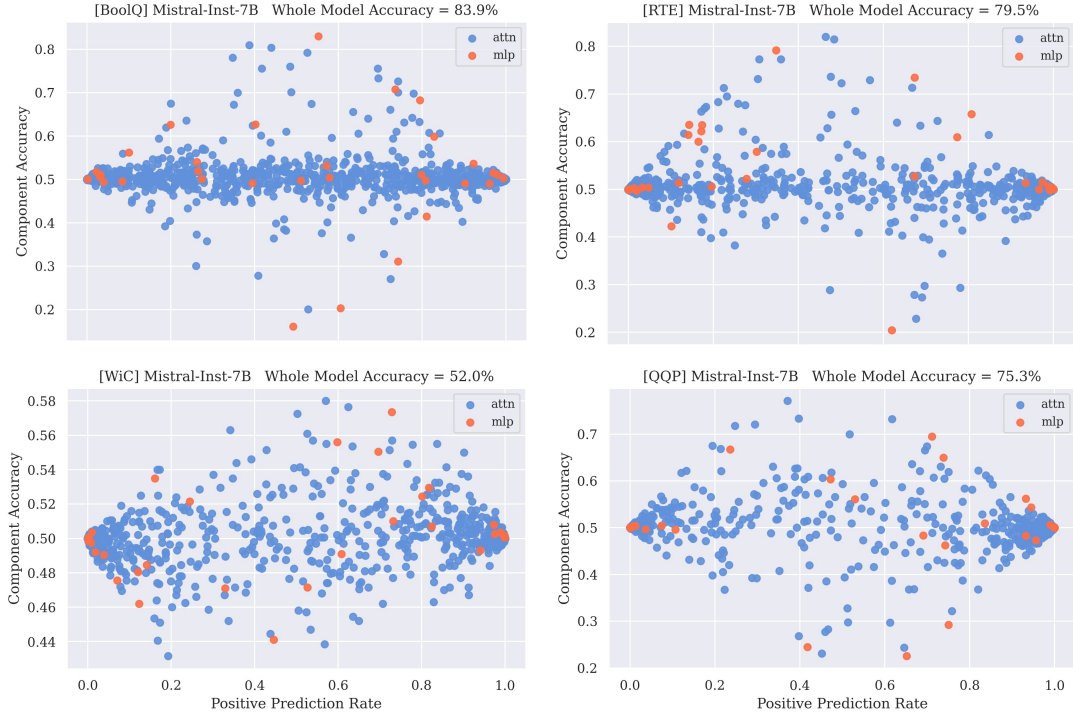 [BoolQ] Mistral-Inst-7B Whole Model Accuracy = 83.9%
attn
mlp
Component Accuracy
0.8
0.7
0.6
0.5
0.4
0.3
0.2
[RTE] Mistral-Inst-7B Whole Model Accuracy = 79.5%
attn
mlp
Component Accuracy
0.8
0.7
0.6
0.5
0.4
0.3
0.2
[WiC] Mistral-Inst-7B Whole Model Accuracy = 52.0%
attn
mlp
Component Accuracy
0.58
0.56
0.54
0.52
0.50
0.48
0.46
0.44
0.0 0.2 0.4 0.6 0.8 1.0
Positive Prediction Rate
[QQP] Mistral-Inst-7B Whole Model Accuracy = 75.3%
attn
mlp
Component Accuracy
0.7
0.6
0.5
0.4
0.3
0.2
0.0 0.2 0.4 0.6 0.8 1.0
Positive Prediction Rate